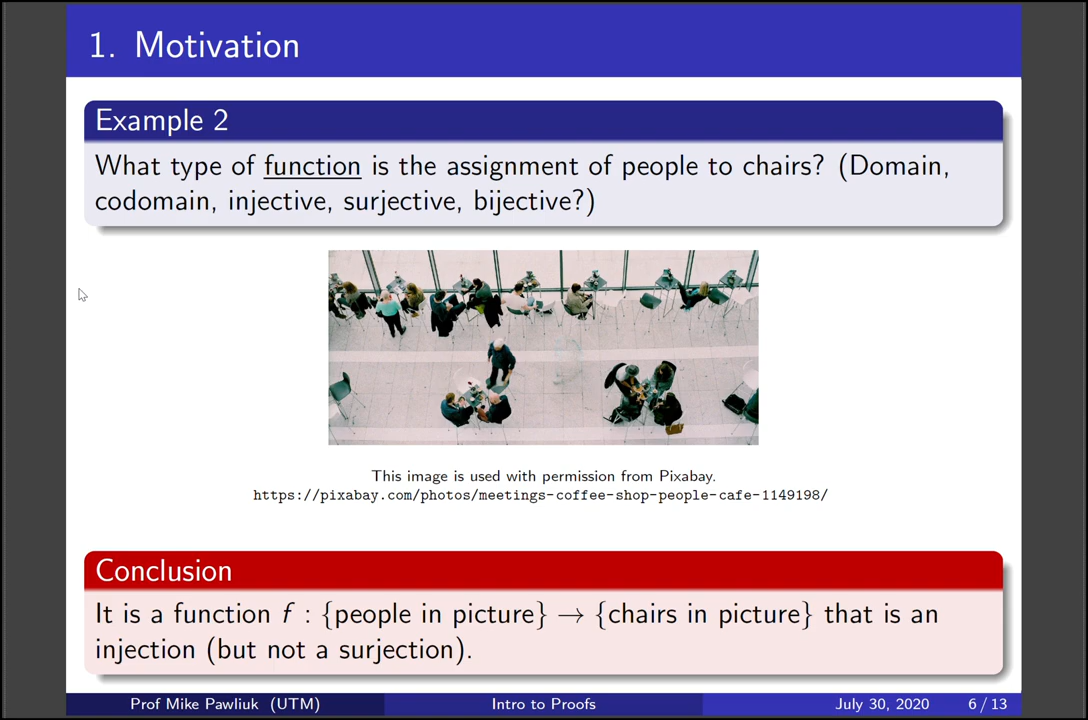 1. Motivation
Example 2
What type of function is the assignment of people to chairs? (Domain,
codomain, injective, surjective, bijective?)
This image is used with permission from Pixabay.
https://pixabay.com/photos/meetings-coffee-shop-people-cafe-1149198/
Conclusion
It is a function f : {people in picture} → {chairs in picture} that is an
injection (but not a surjection).
Prof Mike Pawliuk (UTM) Intro to Proofs July 30, 2020 6 / 13